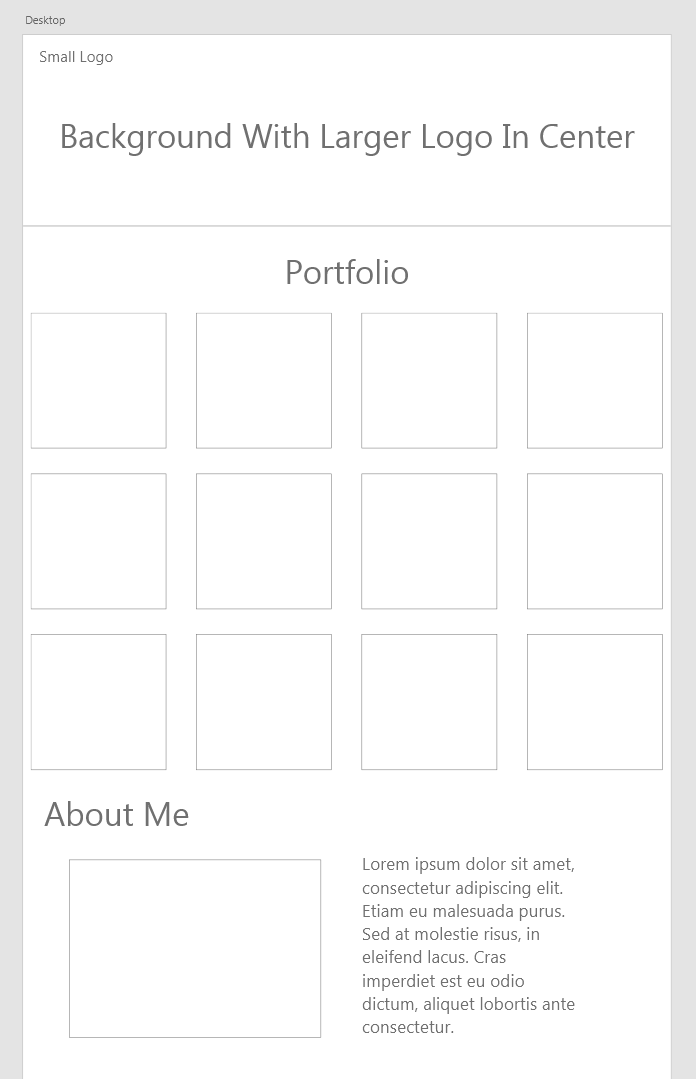 Desktop
Small Logo
Background With Larger Logo In Center
Portfolio
About Me
Lorem ipsum dolor sit amet,
consectetur adipiscing elit.
Etiam eu malesuada purus.
Sed at molestie risus, in
eleifend lacus. Cras
imperdiet est eu odio
dictum, aliquet lobortis ante
consectetur.